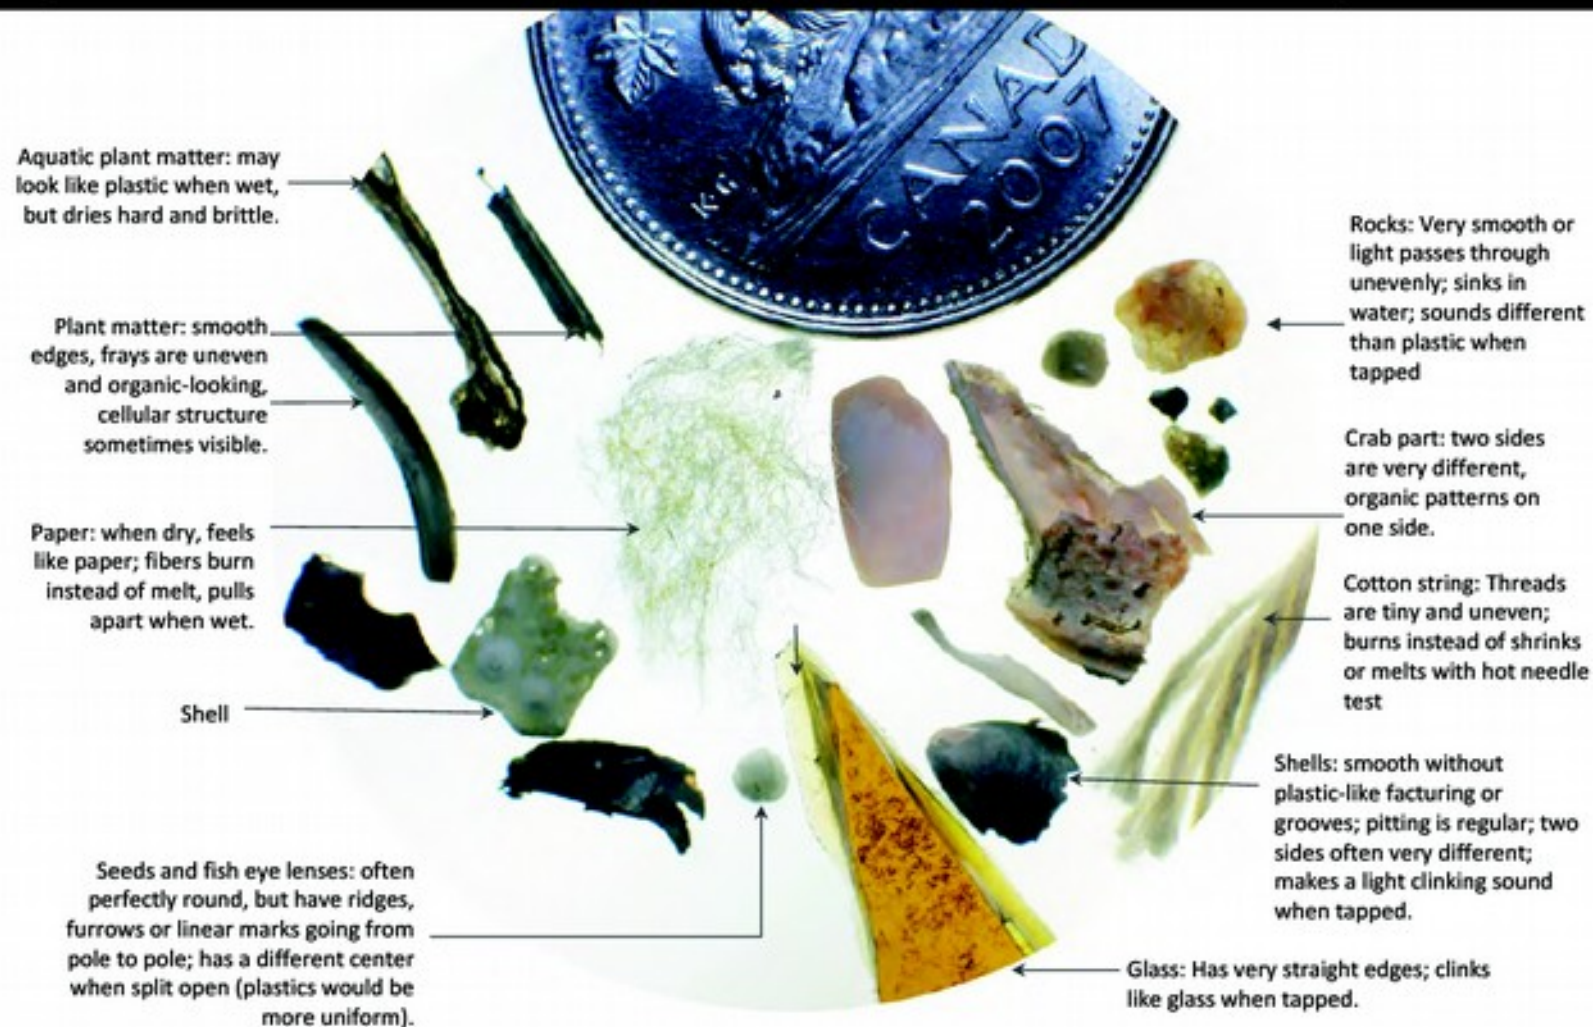 CANADA
2007
KG
Aquatic plant matter: may
look like plastic when wet,
but dries hard and brittle.
Plant matter: smooth
edges, frays are uneven
and organic-looking,
cellular structure
sometimes visible.
Paper: when dry, feels
like paper; fibers burn
instead of melt, pulls
apart when wet.
Shell
Seeds and fish eye lenses: often
perfectly round, but have ridges,
furrows or linear marks going from
pole to pole; has a different center
when split open (plastics would be
more uniform).
Rocks: Very smooth or
light passes through
unevenly; sinks in
water; sounds different
than plastic when
tapped
Crab part: two sides
are very different,
organic patterns on
one side.
Cotton string: Threads
are tiny and uneven;
burns instead of shrinks
or melts with hot needle
test
Shells: smooth without
plastic-like facturing or
grooves; pitting is regular; two
sides often very different;
makes a light clinking sound
when tapped.
Glass: Has very straight edges; clinks
like glass when tapped.